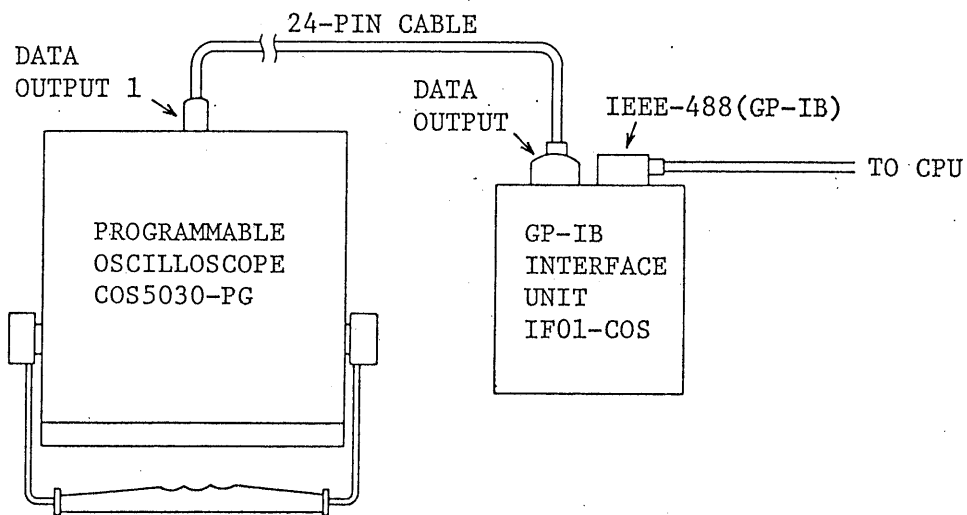 24-PIN CABLE
DATA
OUTPUT 1
DATA
OUTPUT
IEEE-488(GP-IB)
TO CPU
PROGRAMMABLE
OSCILLOSCOPE
COS5030-PG
GP-IB
INTERFACE
UNIT
IF01-COS